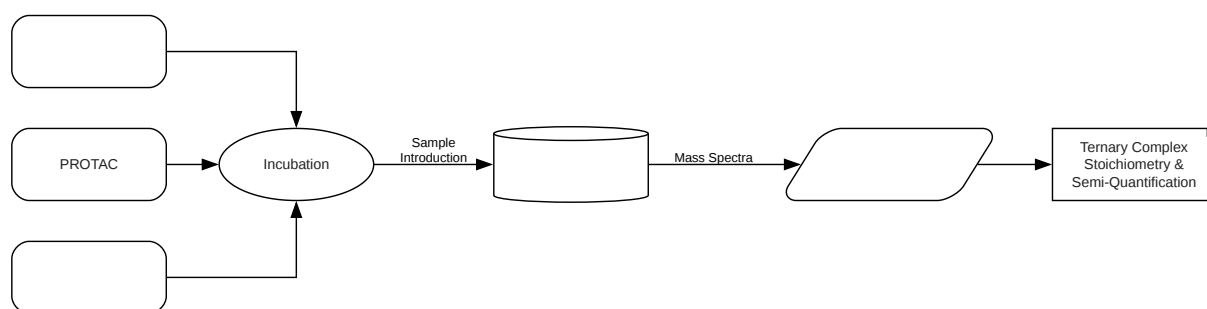 PROTAC
Incubation
Sample
Introduction
Mass Spectra
Ternary Complex
Stoichiometry &
Semi-Quantification